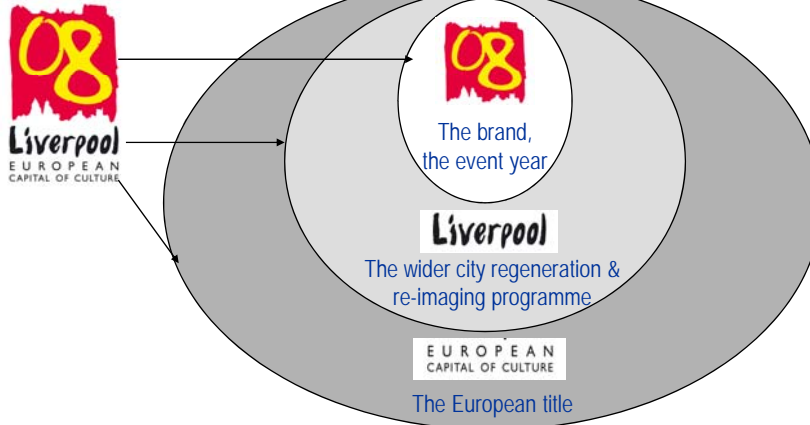 08
Liverpool
EUROPEAN
CAPITAL OF CULTURE
08
The brand,
the event year
Liverpool
The wider city regeneration &
re-imaging programme
EUROPEAN
CAPITAL OF CULTURE
The European title